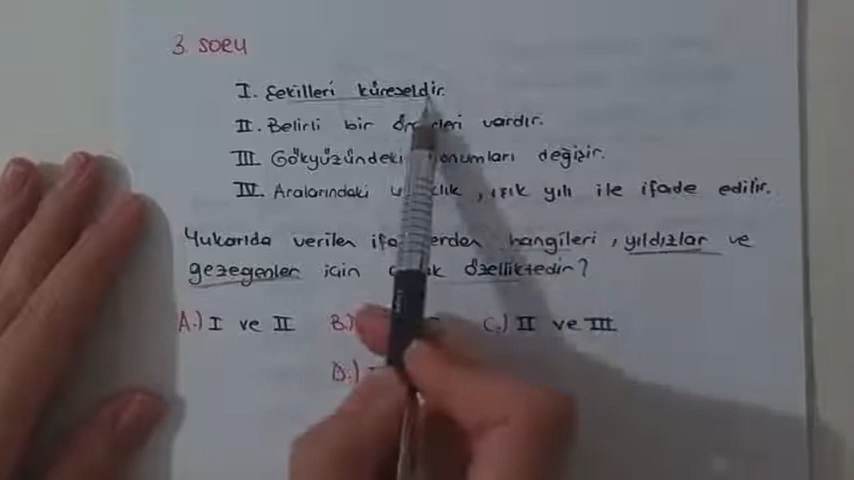 3. SORU
I. Şekilleri küreseldir.
II. Belirli bir vardır.
III. Gökyüzündeki konumları değişir.
IV. Aralarındaki , ışık yılı ile ifade edilir.
Yukarıda verilen hangileri , yıldızlar ve
gezegenler için özelliktedir?
A.) I ve II B.) C.) II ve III
D.)